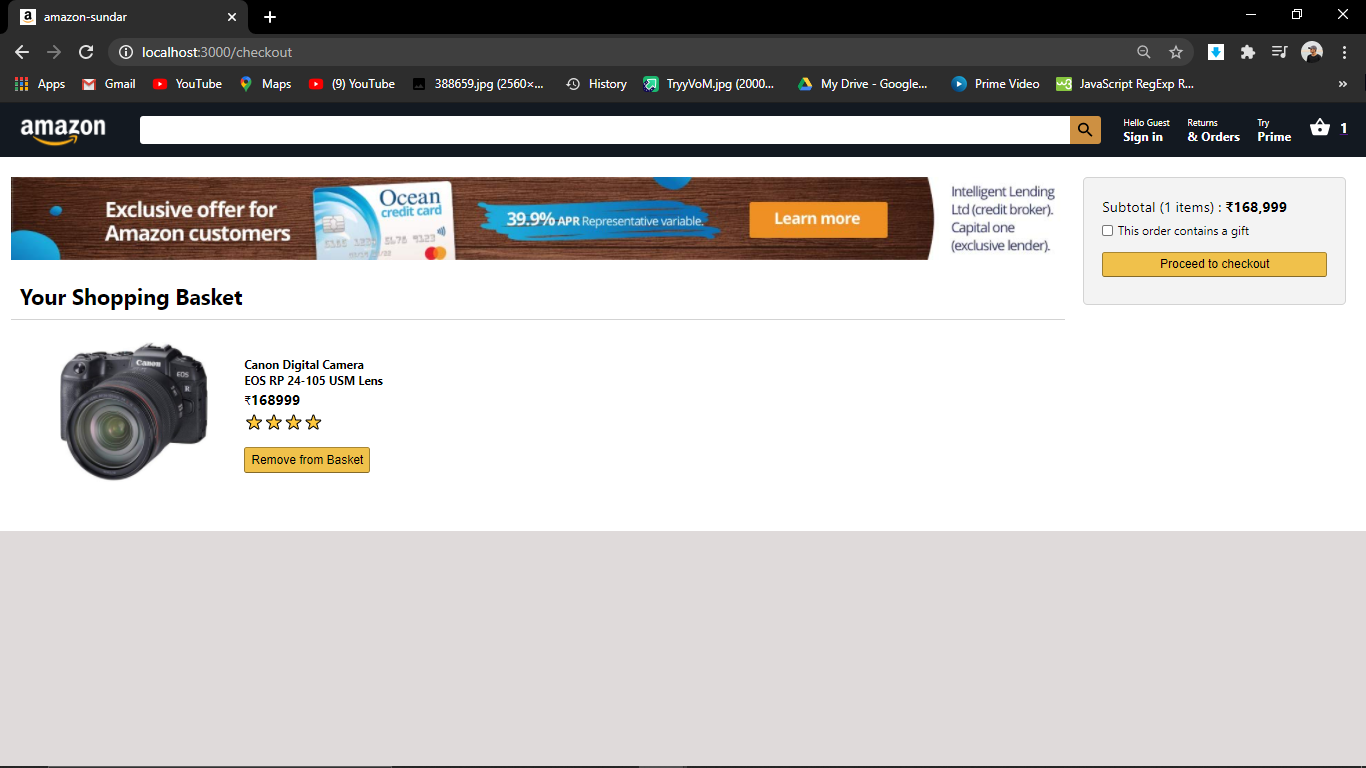 amazon-sundar
localhost:3000/checkout
Apps Gmail YouTube Maps (9) YouTube 388659.jpg (2560×... History TryyVoM.jpg (2000... My Drive - Google... Prime Video JavaScript RegExp R... »
amazon
Hello Guest
Sign in
Returns
& Orders
Try
Prime
1
Exclusive offer for
Amazon customers
Ocean
credit card
39.9% APR Representative variable.
Learn more
Intelligent Lending
Ltd (credit broker).
Capital one
(exclusive lender).
Subtotal (1 items) : ₹168,999
This order contains a gift
Proceed to checkout
Your Shopping Basket
Canon
EOS
R
Canon Digital Camera
EOS RP 24-105 USM Lens
₹168999
Remove from Basket